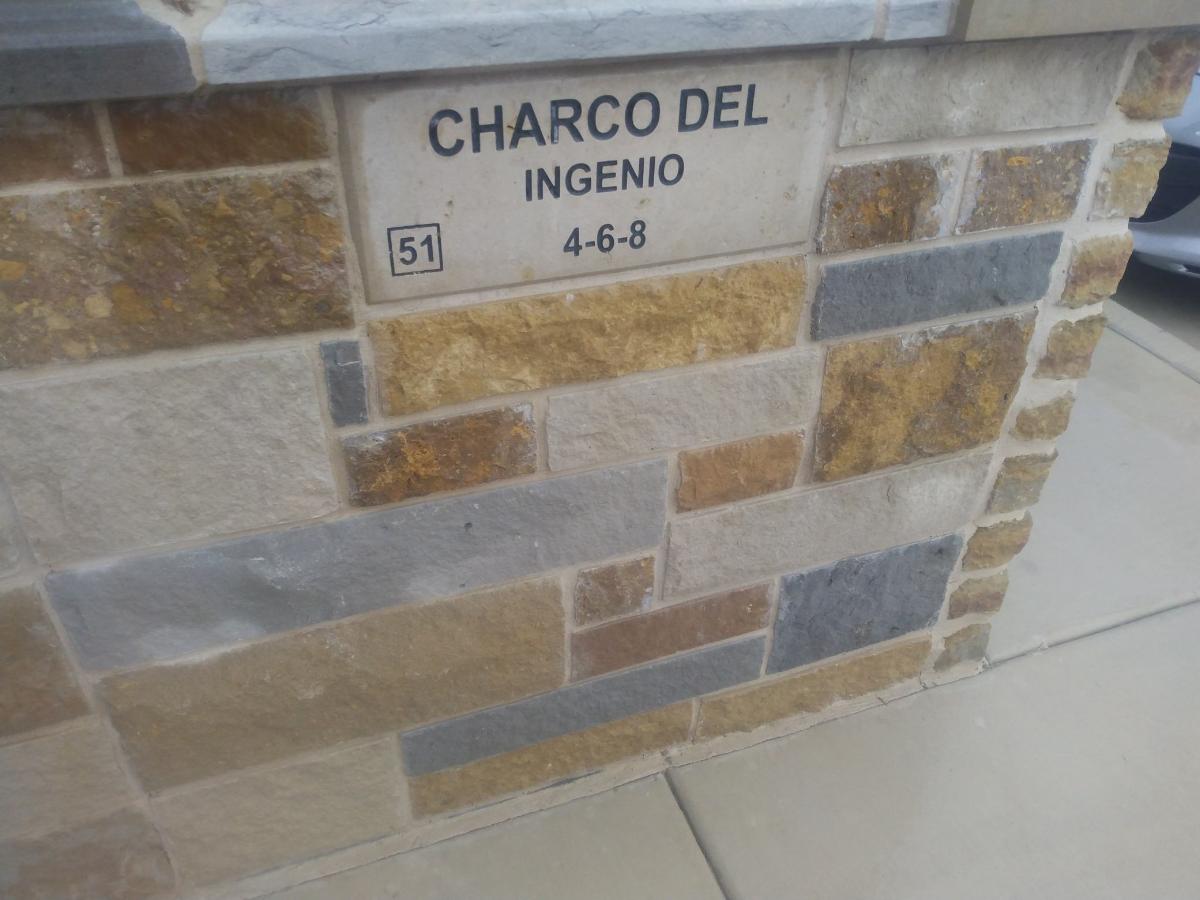 CHARCO DEL
INGENIO
4-6-8
51